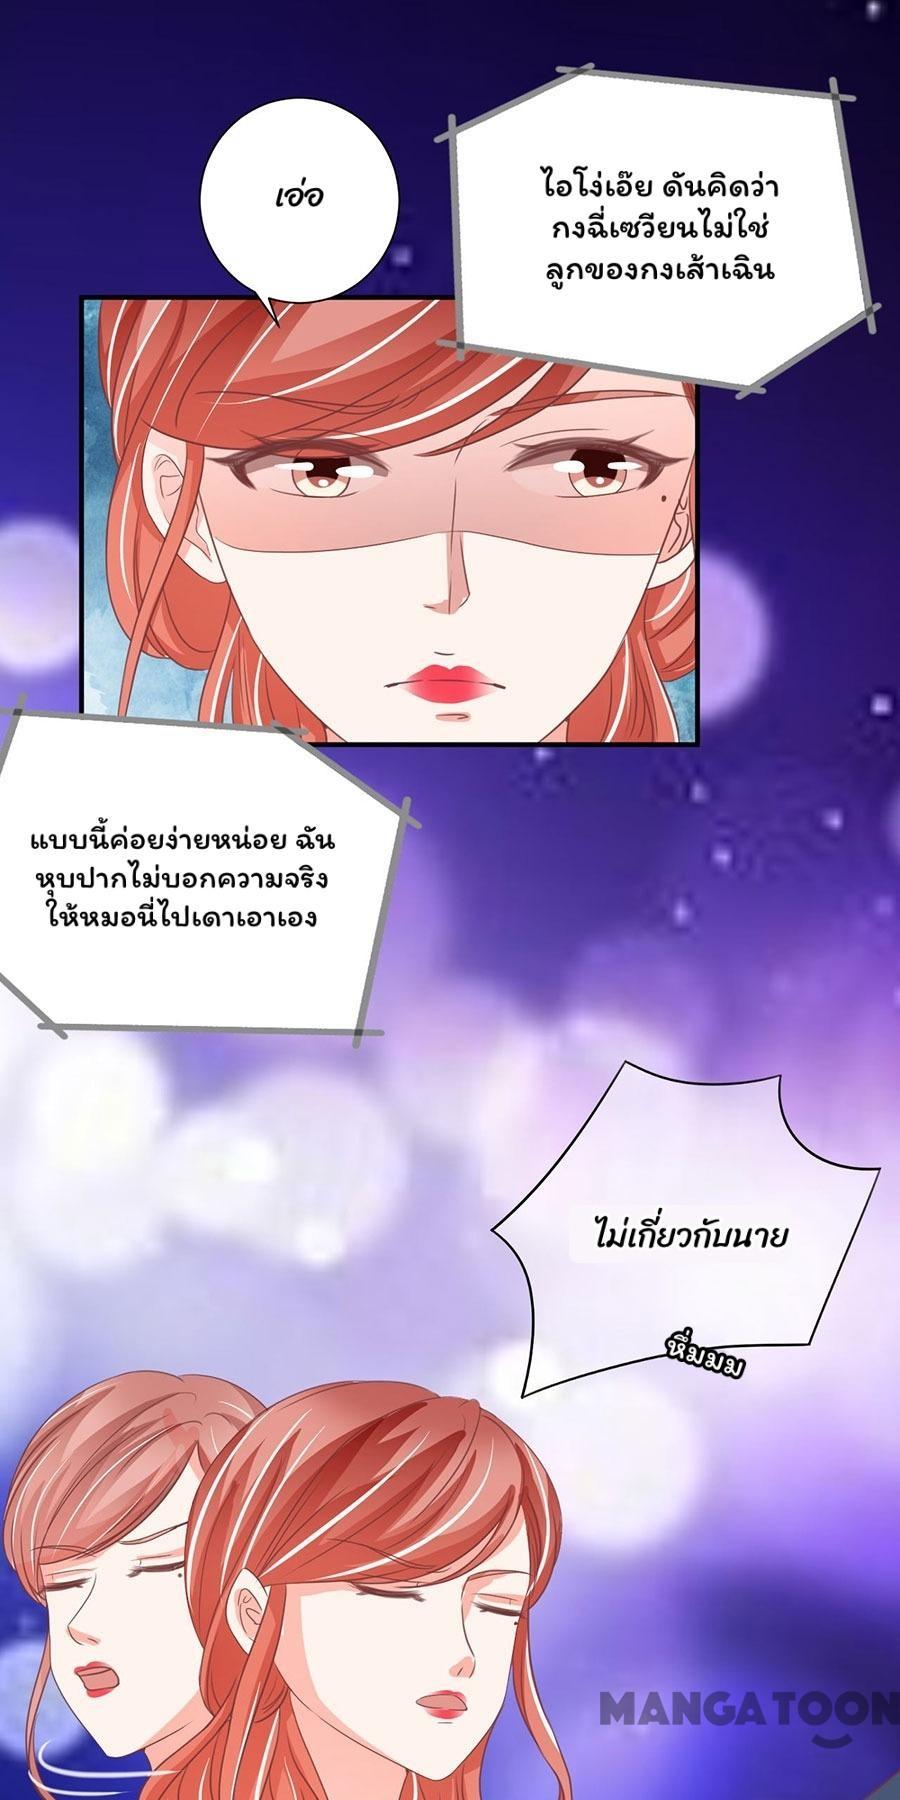 เอ่อ
ไอโง่เอ๊ย ดันคิดว่า
กงฉี่เซวียนไม่ใช่
ลูกของกงเส้าเฉิน
แบบนี้ค่อยง่ายหน่อย ฉัน
หุบปากไม่บอกความจริง
ให้หมอนี่ไปเดาเอาเอง
ไม่เกี่ยวกับนาย
หึ่มมม
MANGATOON